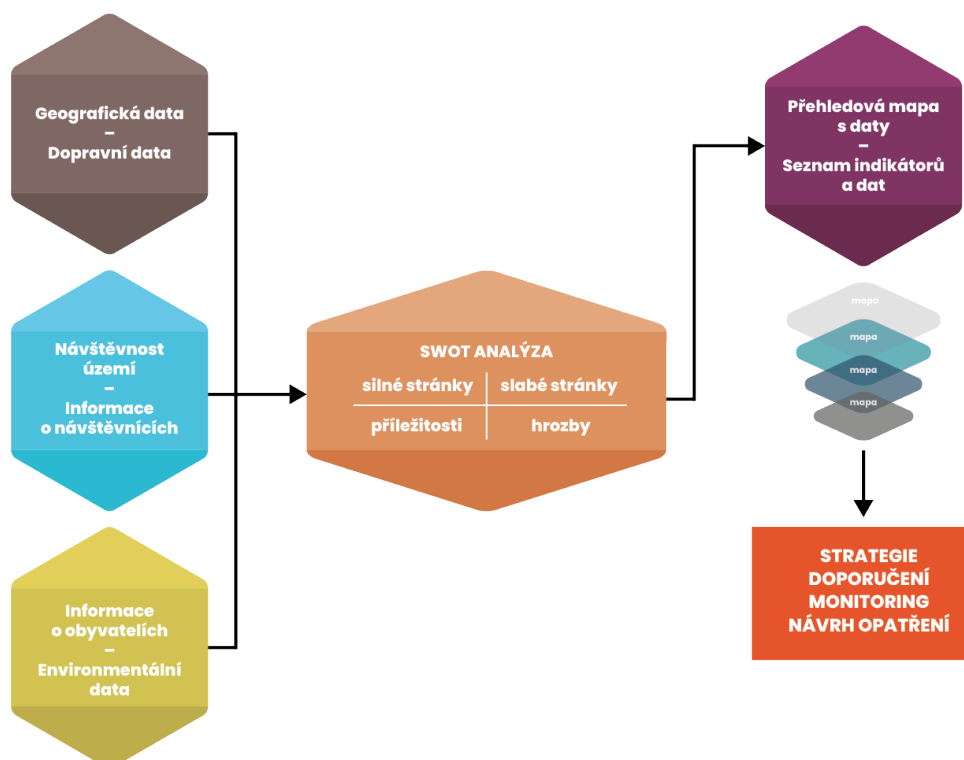 Geografická data
–
Dopravní data
Návštěvnost
území
–
Informace
o návštěvnících
Informace
o obyvatelích
–
Environmentální
data
SWOT ANALÝZA
silné stránky
slabé stránky
příležitosti
hrozby
Přehledová mapa
s daty
–
Seznam indikátorů
a dat
mapa
mapa
mapa
mapa
STRATEGIE
DOPORUČENÍ
MONITORING
NÁVRH OPATŘENÍ